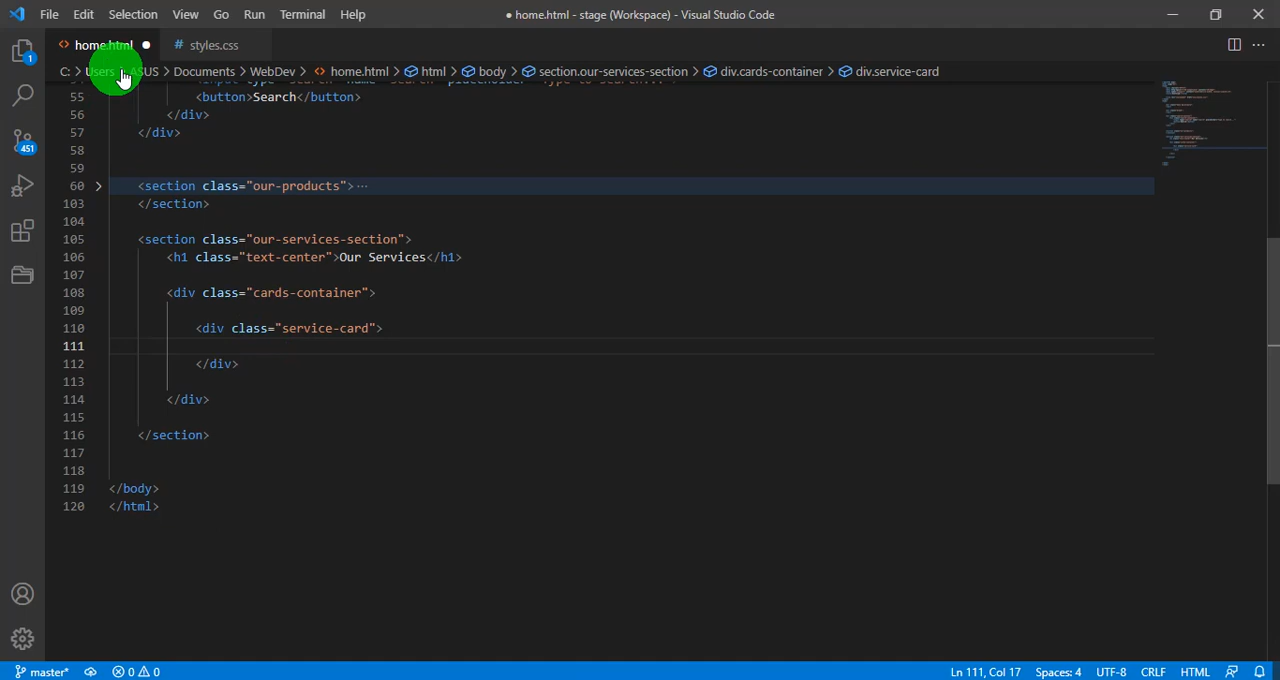 File Edit Selection View Go Run Terminal Help
● home.html - stage (Workspace) - Visual Studio Code
home.html
# styles.css
1
C: > Users > ASUS > Documents > WebDev > home.html > html > body > section.our-services-section > div.cards-container > div.service-card
55 <button>Search</button>
56 </div>
57 </div>
58
59
60 <section class="our-products">...
103 </section>
104
105 <section class="our-services-section">
106 <h1 class="text-center">Our Services</h1>
107
108 <div class="cards-container">
109
110 <div class="service-card">
111
112 </div>
113
114 </div>
115
116 </section>
117
118
119 </body>
120 </html>
451
master*
0 0
Ln 111, Col 17 Spaces: 4 UTF-8 CRLF HTML